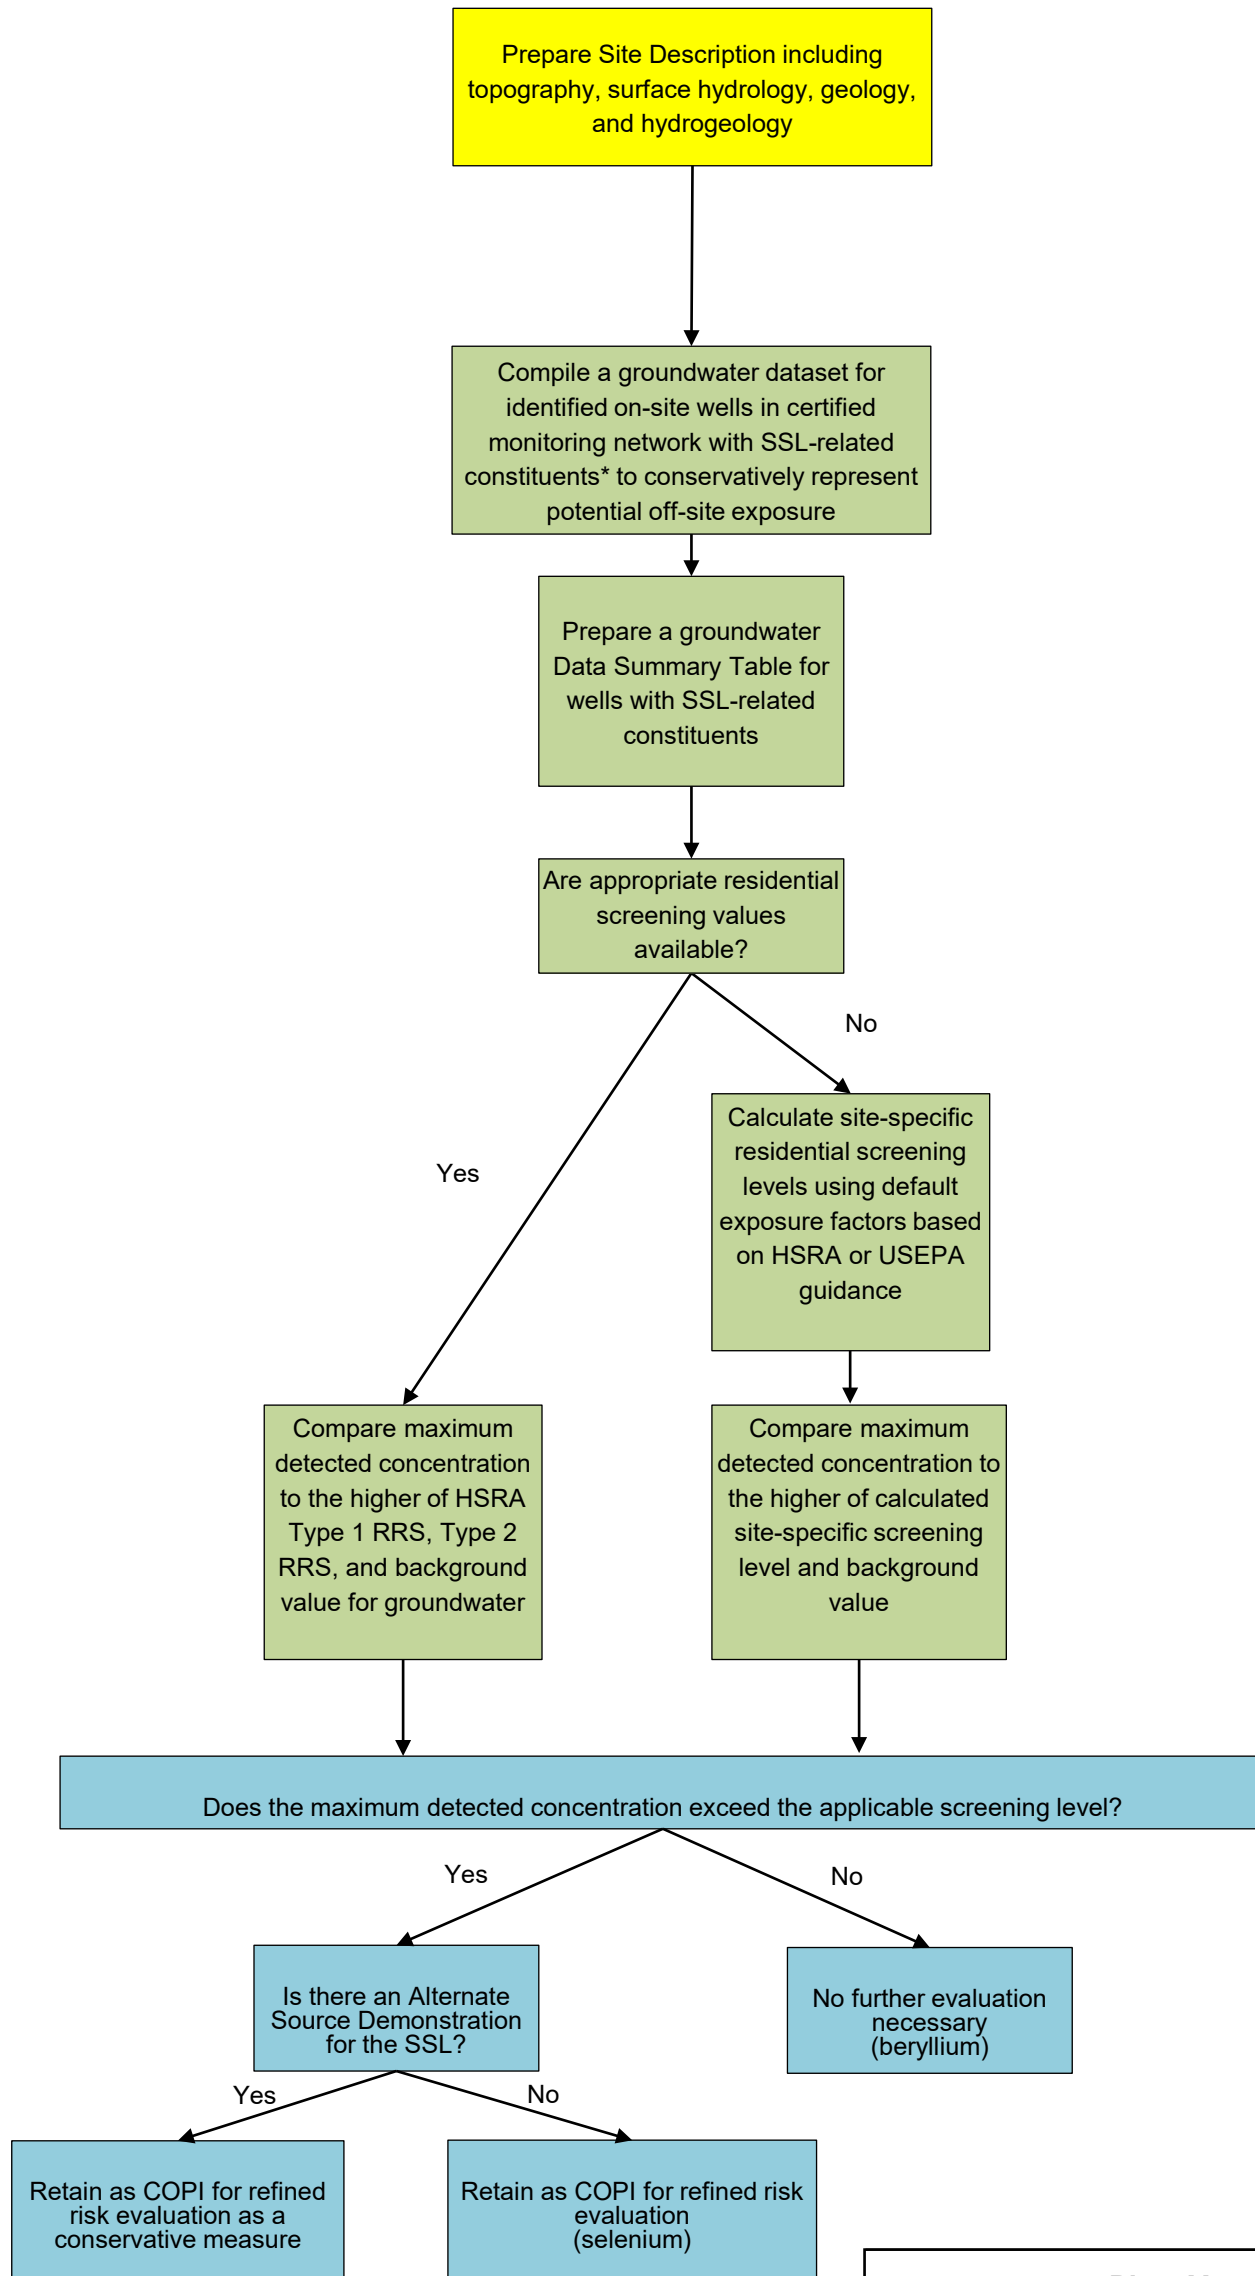 Prepare Site Description including
topography, surface hydrology, geology,
and hydrogeology
Compile a groundwater dataset for
identified on-site wells in certified
monitoring network with SSL-related
constituents* to conservatively represent
potential off-site exposure
Prepare a groundwater
Data Summary Table for
wells with SSL-related
constituents
Are appropriate residential
screening values
available?
No
Yes
Calculate site-specific
residential screening
levels using default
exposure factors based
on HSRA or USEPA
guidance
Compare maximum
detected concentration
to the higher of HSRA
Type 1 RRS, Type 2
RRS, and background
value for groundwater
Compare maximum
detected concentration to
the higher of calculated
site-specific screening
level and background
value
Does the maximum detected concentration exceed the applicable screening level?
Yes
No
Is there an Alternate
Source Demonstration
for the SSL?
No further evaluation
necessary
(beryllium)
Yes
No
Retain as COPI for refined
risk evaluation as a
conservative measure
Retain as COPI for refined risk
evaluation
(selenium)